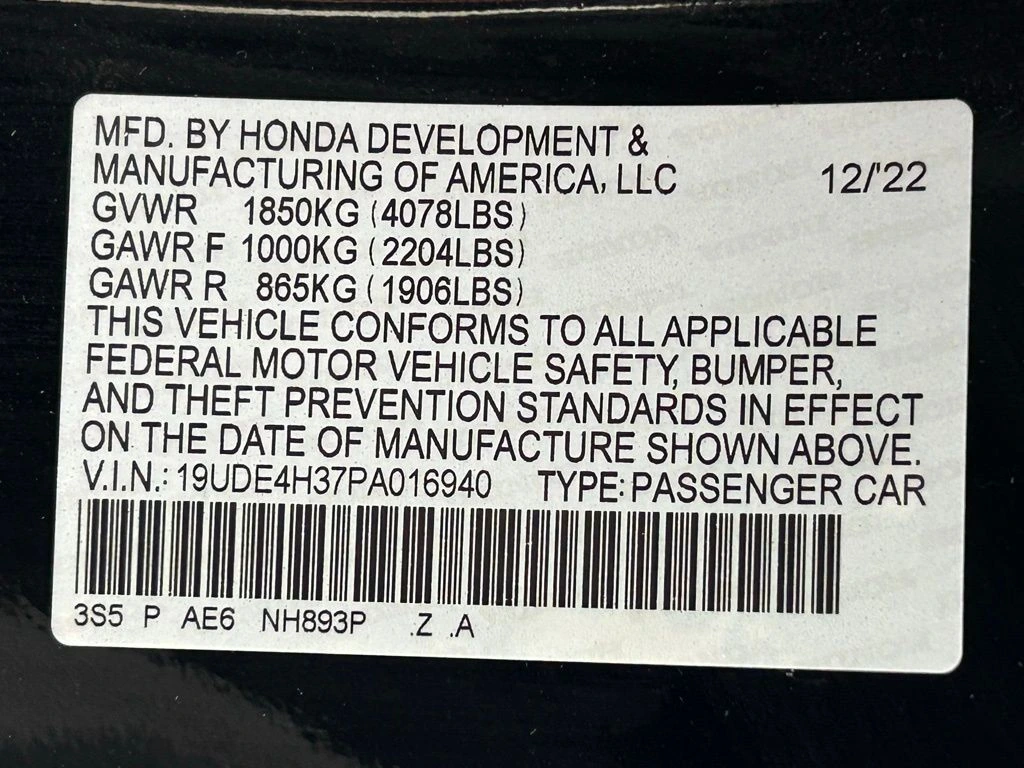 MFD. BY HONDA DEVELOPMENT &
MANUFACTURING OF AMERICA, LLC 12/'22
GVWR 1850KG (4078LBS)
GAWR F 1000KG (2204LBS)
GAWR R 865KG (1906LBS)
THIS VEHICLE CONFORMS TO ALL APPLICABLE
FEDERAL MOTOR VEHICLE SAFETY, BUMPER,
AND THEFT PREVENTION STANDARDS IN EFFECT
ON THE DATE OF MANUFACTURE SHOWN ABOVE.
V.I.N.: 19UDE4H37PA016940 TYPE: PASSENGER CAR
3S5 P AE6 NH893P .Z .A